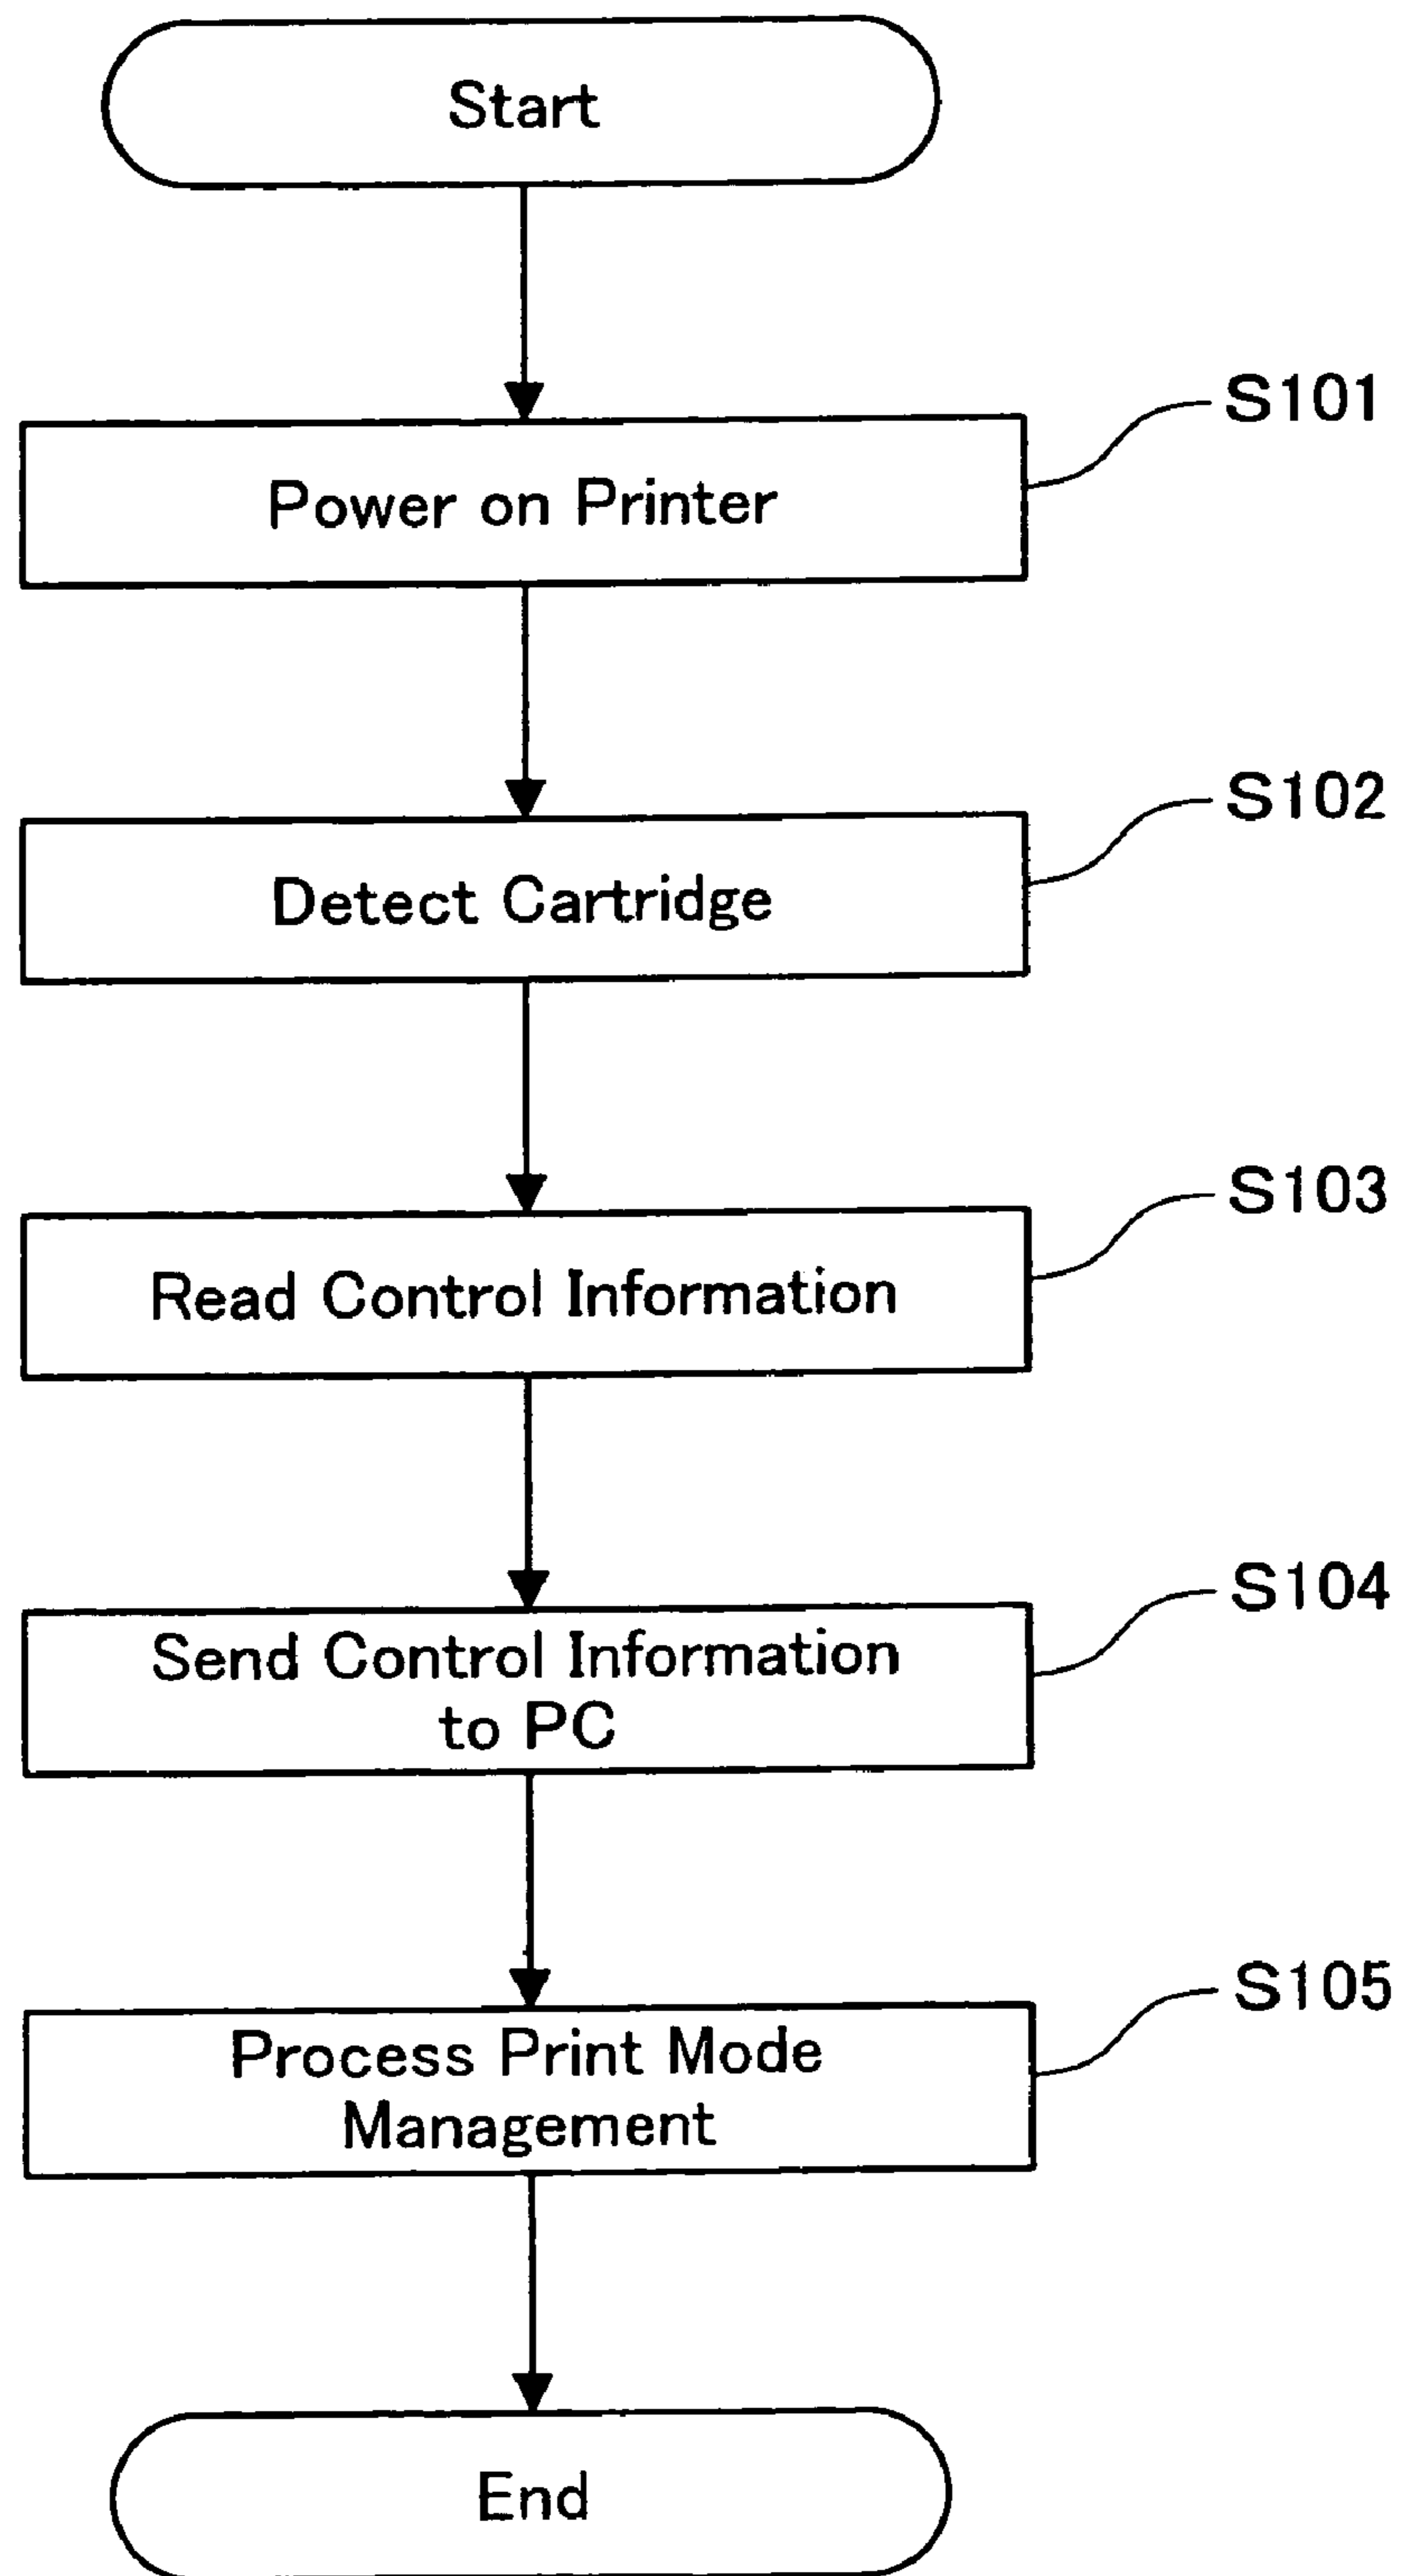 Start
S101
Power on Printer
S102
Detect Cartridge
S103
Read Control Information
S104
Send Control Information
to PC
S105
Process Print Mode
Management
End